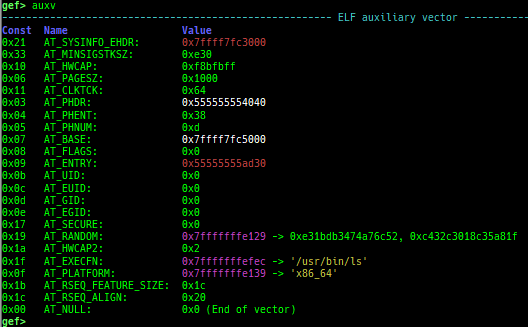 gef> auxv
ELF auxiliary vector
Const Name Value
0x21 AT_SYSINFO_EHDR: 0x7ffff7fc3000
0x33 AT_MINSIGSTKSZ: 0xe30
0x10 AT_HWCAP: 0xf8bfbff
0x06 AT_PAGESZ: 0x1000
0x11 AT_CLKTCK: 0x64
0x03 AT_PHDR: 0x555555554040
0x04 AT_PHENT: 0x38
0x05 AT_PHNUM: 0xd
0x07 AT_BASE: 0x7ffff7fc5000
0x08 AT_FLAGS: 0x0
0x09 AT_ENTRY: 0x55555555ad30
0x0b AT_UID: 0x0
0x0c AT_EUID: 0x0
0x0d AT_GID: 0x0
0x0e AT_EGID: 0x0
0x17 AT_SECURE: 0x0
0x19 AT_RANDOM: 0x7fffffffe129 -> 0xe31bdb3474a76c52, 0xc432c3018c35a81f
0x1a AT_HWCAP2: 0x2
0x1f AT_EXECFN: 0x7fffffffefec -> '/usr/bin/ls'
0x0f AT_PLATFORM: 0x7fffffffe139 -> 'x86_64'
0x1b AT_RSEQ_FEATURE_SIZE: 0x1c
0x1c AT_RSEQ_ALIGN: 0x20
0x00 AT_NULL: 0x0 (End of vector)
gef>